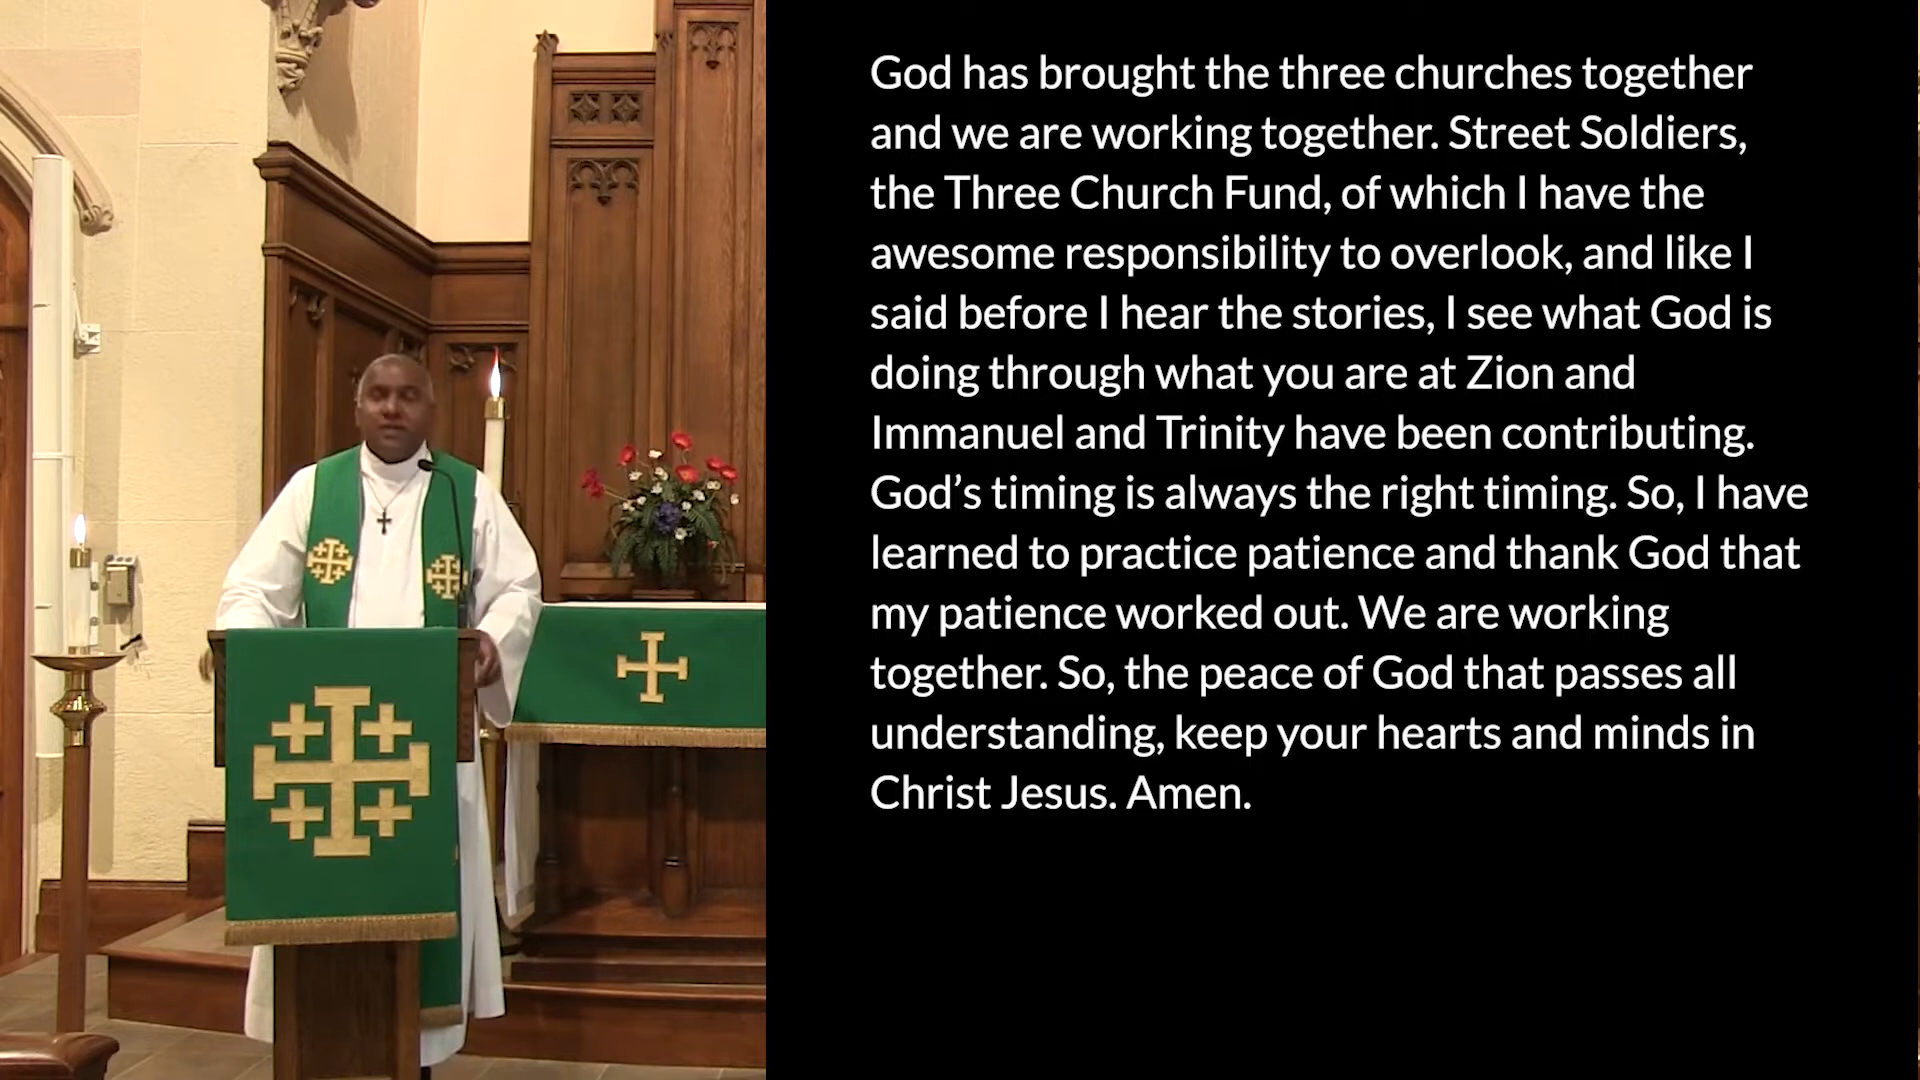 God has brought the three churches together
and we are working together. Street Soldiers,
the Three Church Fund, of which I have the
awesome responsibility to overlook, and like I
said before I hear the stories, I see what God is
doing through what you are at Zion and
Immanuel and Trinity have been contributing.
God’s timing is always the right timing. So, I have
learned to practice patience and thank God that
my patience worked out. We are working
together. So, the peace of God that passes all
understanding, keep your hearts and minds in
Christ Jesus. Amen.